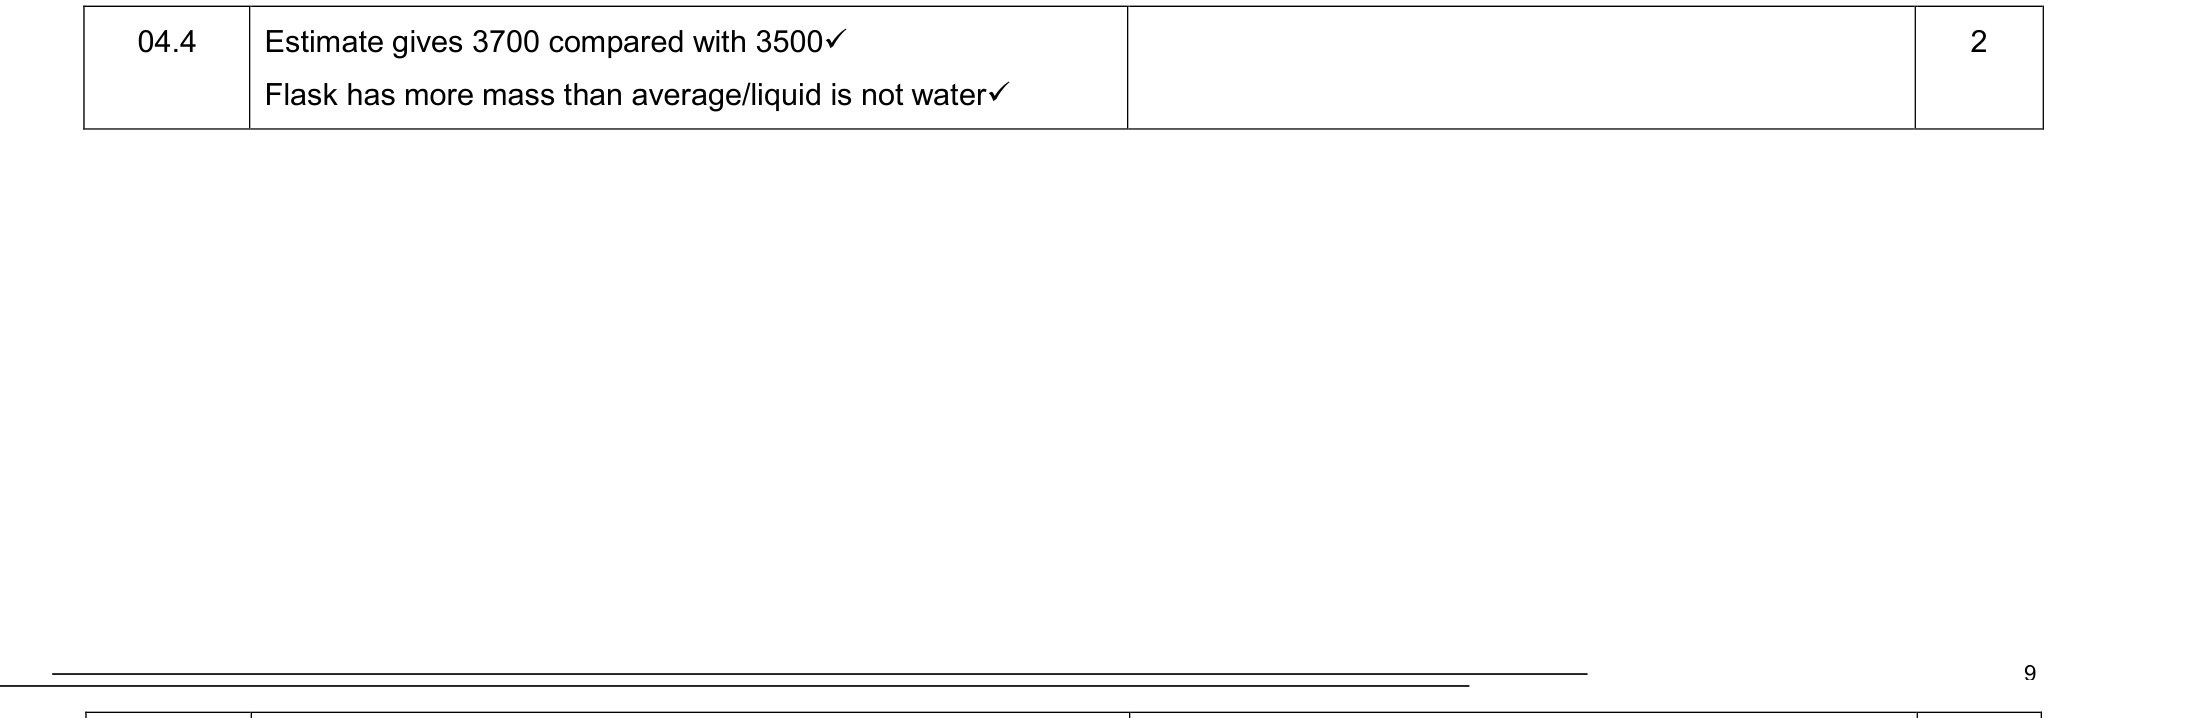 04.4
Estimate gives 3700 compared with 3500✓
2
Flask has more mass than average/liquid is not water✓
9